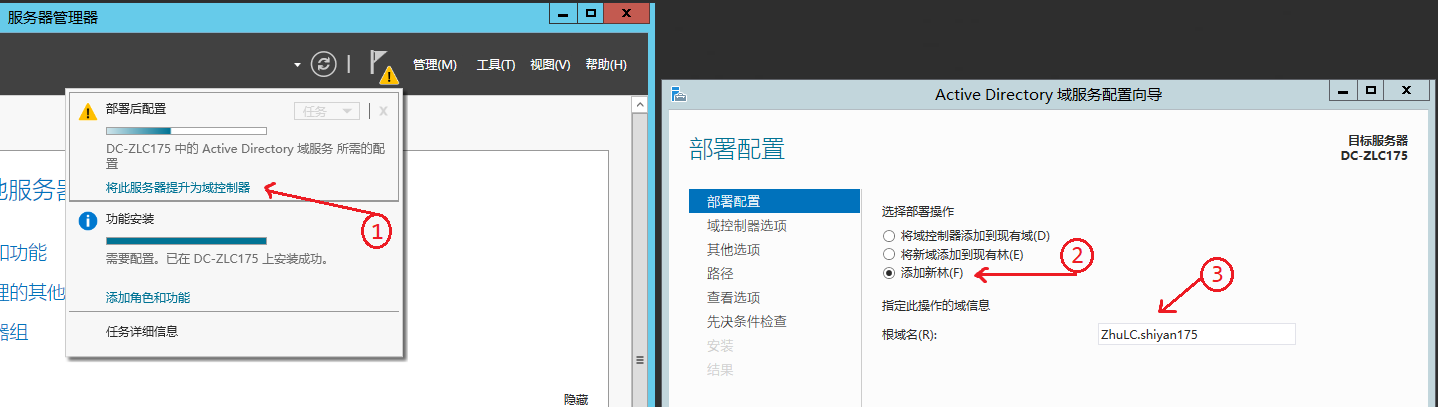 服务器管理器
管理(M) 工具(T) 视图(V) 帮助(H)
部署后配置
任务
X
DC-ZLC175 中的 Active Directory 域服务 所需的配
置
将此服务器提升为域控制器
1
功能安装
需要配置。已在 DC-ZLC175 上安装成功。
添加角色和功能
任务详细信息
服务器
和功能
理的其他
器组
隐藏
Active Directory 域服务配置向导
部署配置
目标服务器
DC-ZLC175
部署配置
域控制器选项
其他选项
路径
查看选项
先决条件检查
安装
结果
选择部署操作
将域控制器添加到现有域(D)
将新域添加到现有林(E)
添加新林(F)
2
指定此操作的域信息
3
根域名(R):
ZhuLC.shiyan175